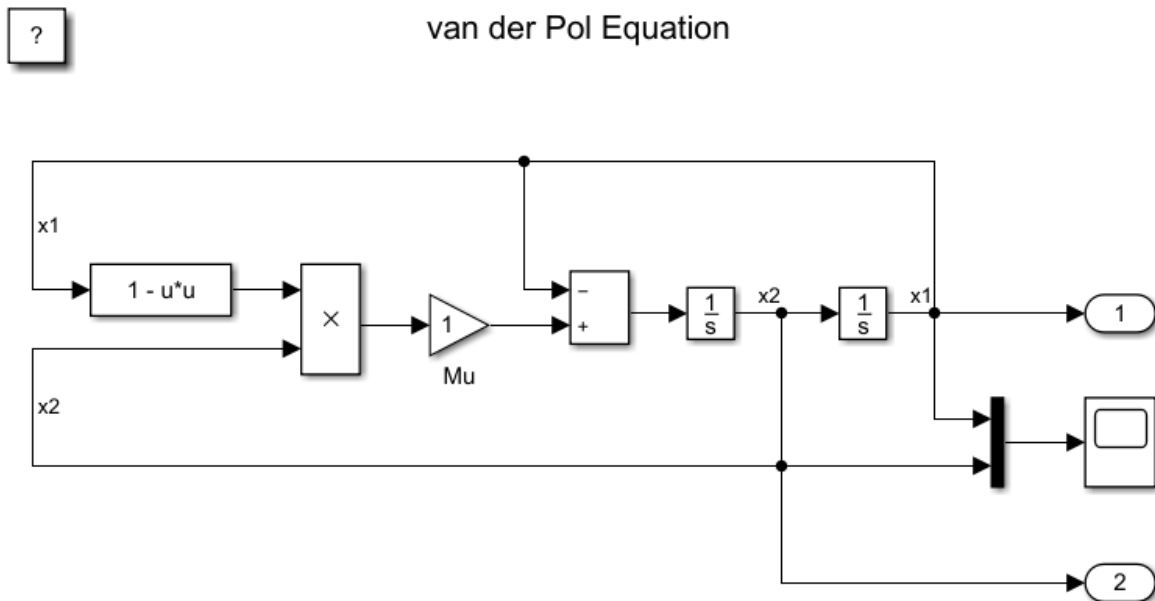 ?
van der Pol Equation
x1
1 - u*u
×
1
Mu
−
+
1
s
x2
1
s
x1
1
x2
2